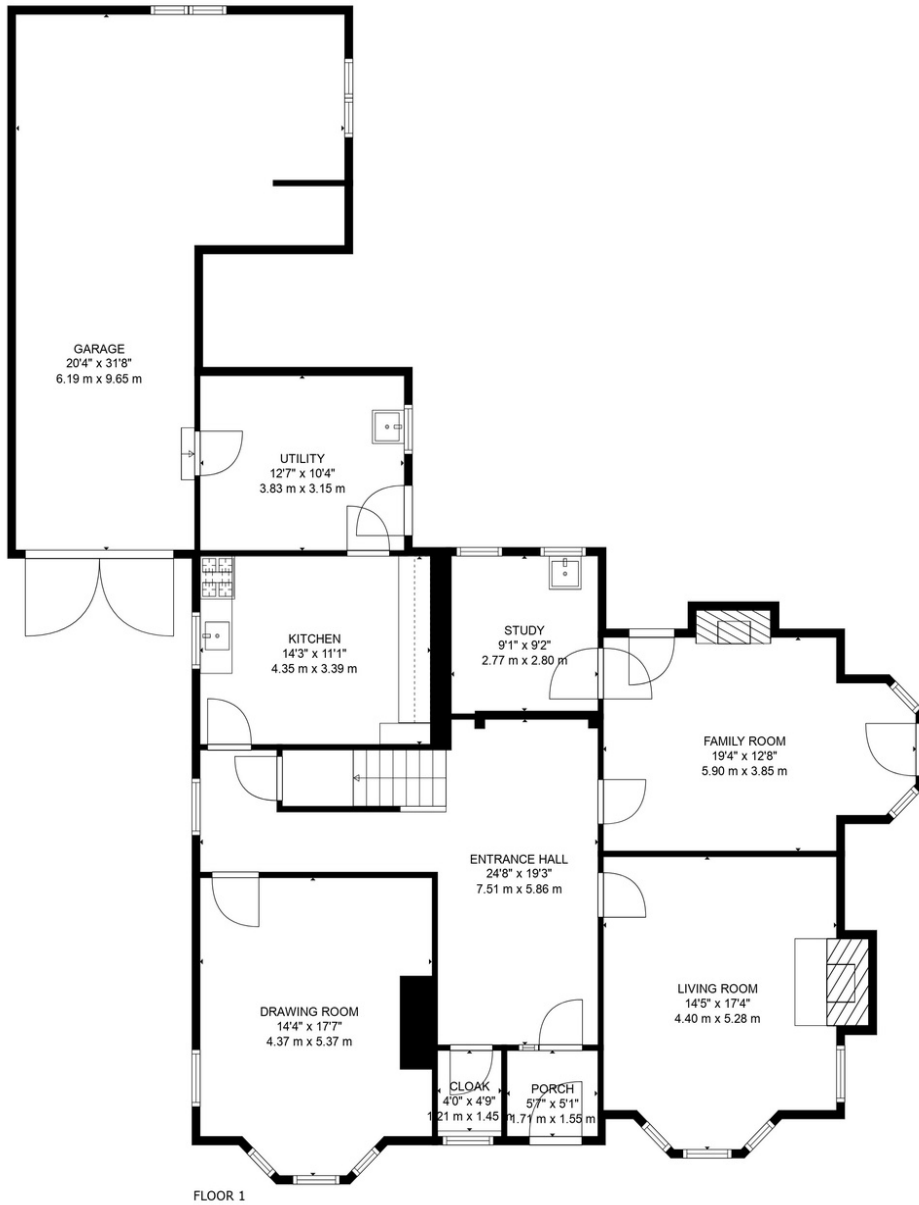 GARAGE
20'4" x 31'8"
6.19 m x 9.65 m
UTILITY
12'7" x 10'4"
3.83 m x 3.15 m
KITCHEN
14'3" x 11'1"
4.35 m x 3.39 m
STUDY
9'1" x 9'2"
2.77 m x 2.80 m
FAMILY ROOM
19'4" x 12'8"
5.90 m x 3.85 m
ENTRANCE HALL
24'8" x 19'3"
7.51 m x 5.86 m
LIVING ROOM
14'5" x 17'4"
4.40 m x 5.28 m
DRAWING ROOM
14'4" x 17'7"
4.37 m x 5.37 m
CLOAK
4'0" x 4'9"
1.21 m x 1.45 m
PORCH
5'7" x 5'1"
1.71 m x 1.55 m
FLOOR 1